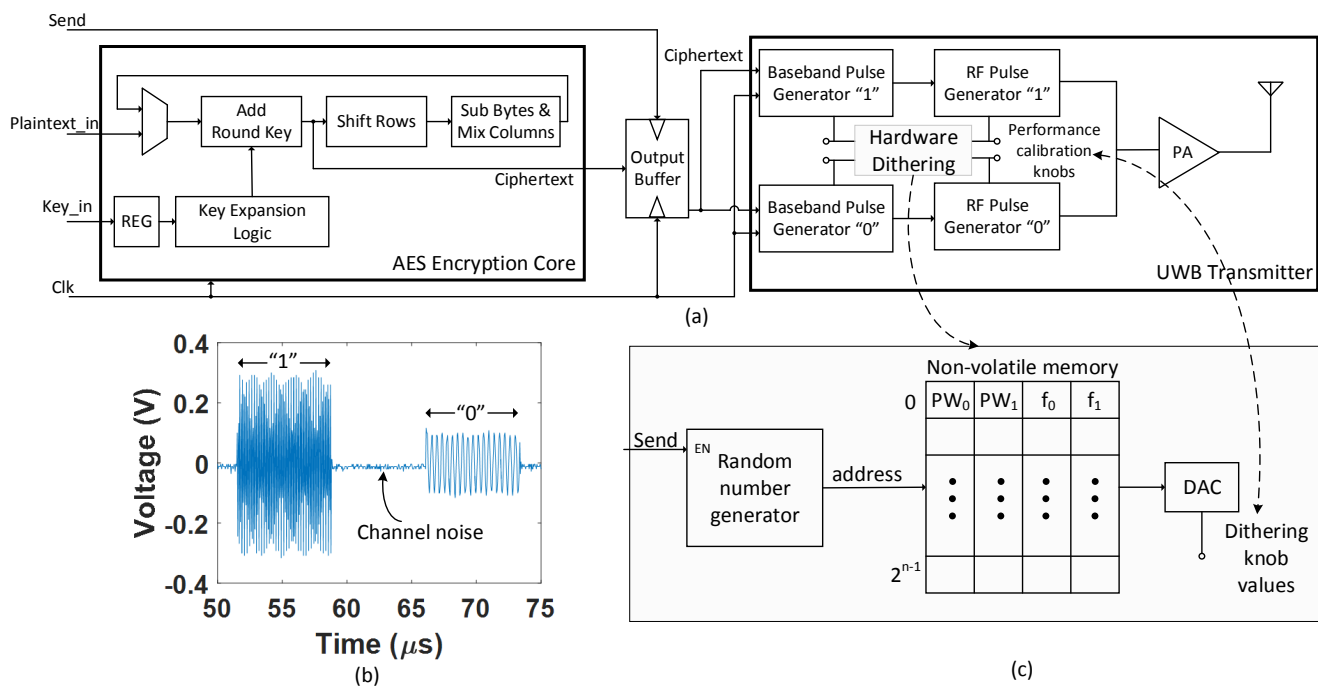 Send
Plaintext_in
Add
Round Key
Shift Rows
Sub Bytes &
Mix Columns
Ciphertext
Key_in
REG
Key Expansion
Logic
AES Encryption Core
Clk
Output
Buffer
Ciphertext
Baseband Pulse
Generator “1”
RF Pulse
Generator “1”
Hardware
Dithering
Performance
calibration
knobs
PA
Baseband Pulse
Generator “0”
RF Pulse
Generator “0”
UWB Transmitter
(a)
0.4
0.2
0
-0.2
-0.4
Voltage (V)
“1”
“0”
Channel noise
50 55 60 65 70 75
Time (μs)
(b)
Non-volatile memory
0
PW₀ PW₁ f₀ f₁
Send
EN
Random
number
generator
address
2ⁿ⁻¹
DAC
Dithering
knob
values
(c)